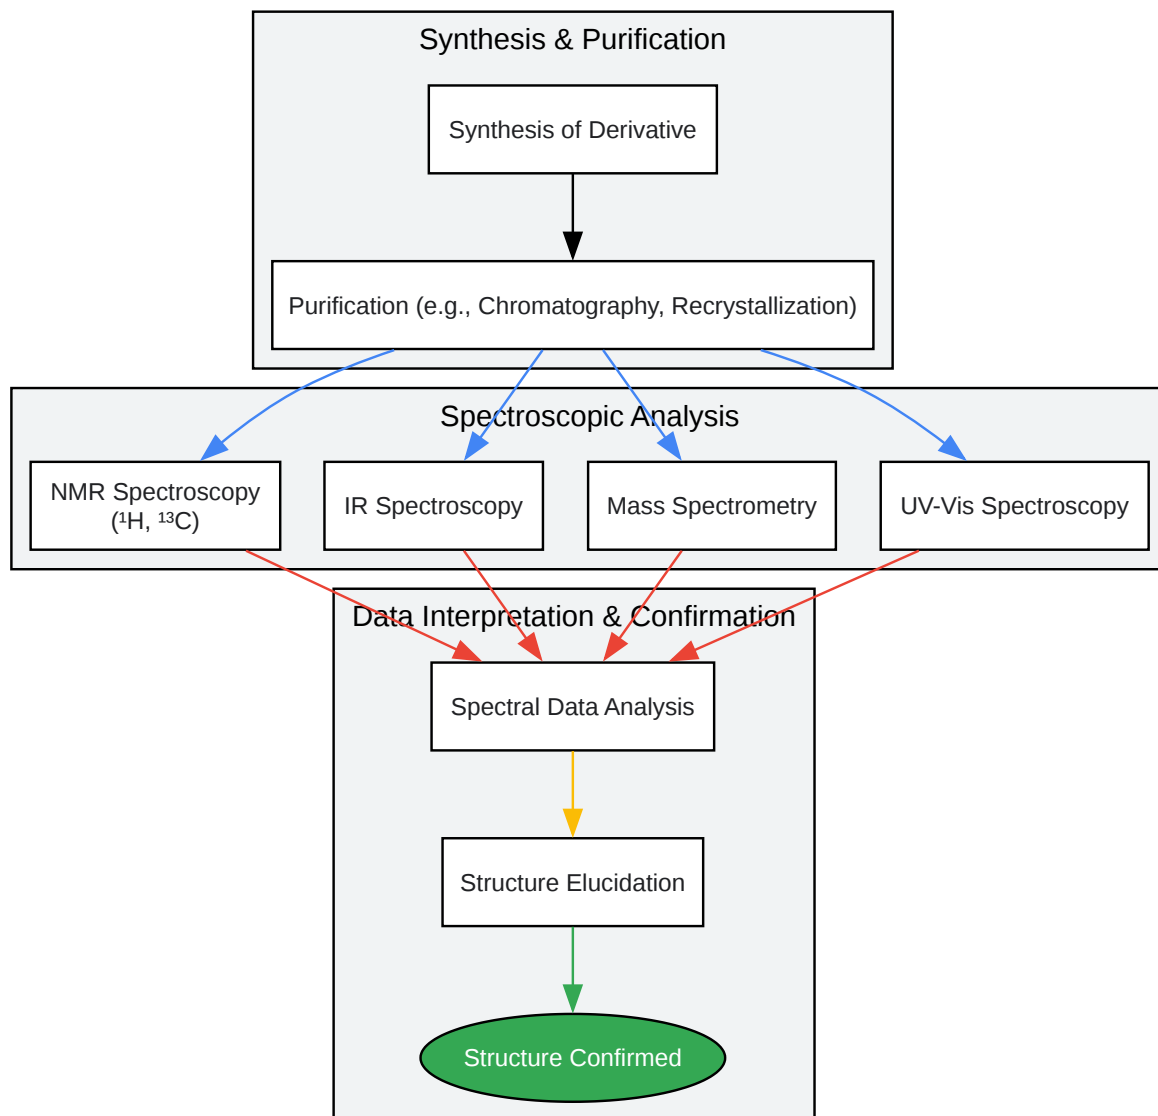 Synthesis & Purification
Synthesis of Derivative
Purification (e.g., Chromatography, Recrystallization)
Spectroscopic Analysis
NMR Spectroscopy
(¹H, ¹³C)
IR Spectroscopy
Mass Spectrometry
UV-Vis Spectroscopy
Data Interpretation & Confirmation
Spectral Data Analysis
Structure Elucidation
Structure Confirmed